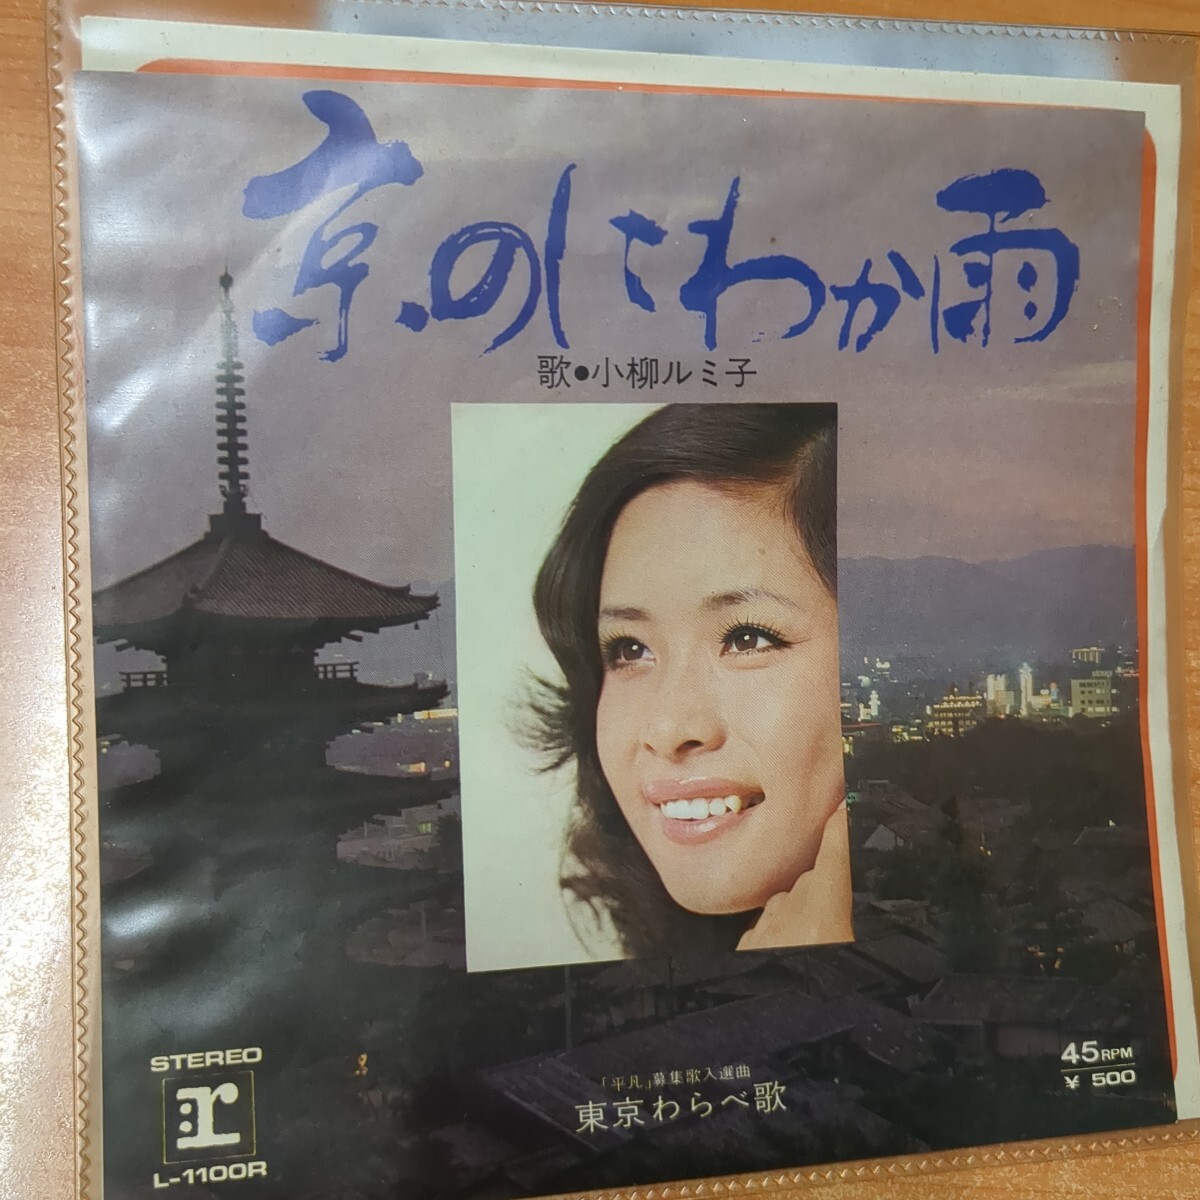 京のにわか雨
歌●小柳ルミ子
STEREO
r
L-1100R
「平凡」募集歌入選曲
東京わらべ歌
45RPM
¥ 500